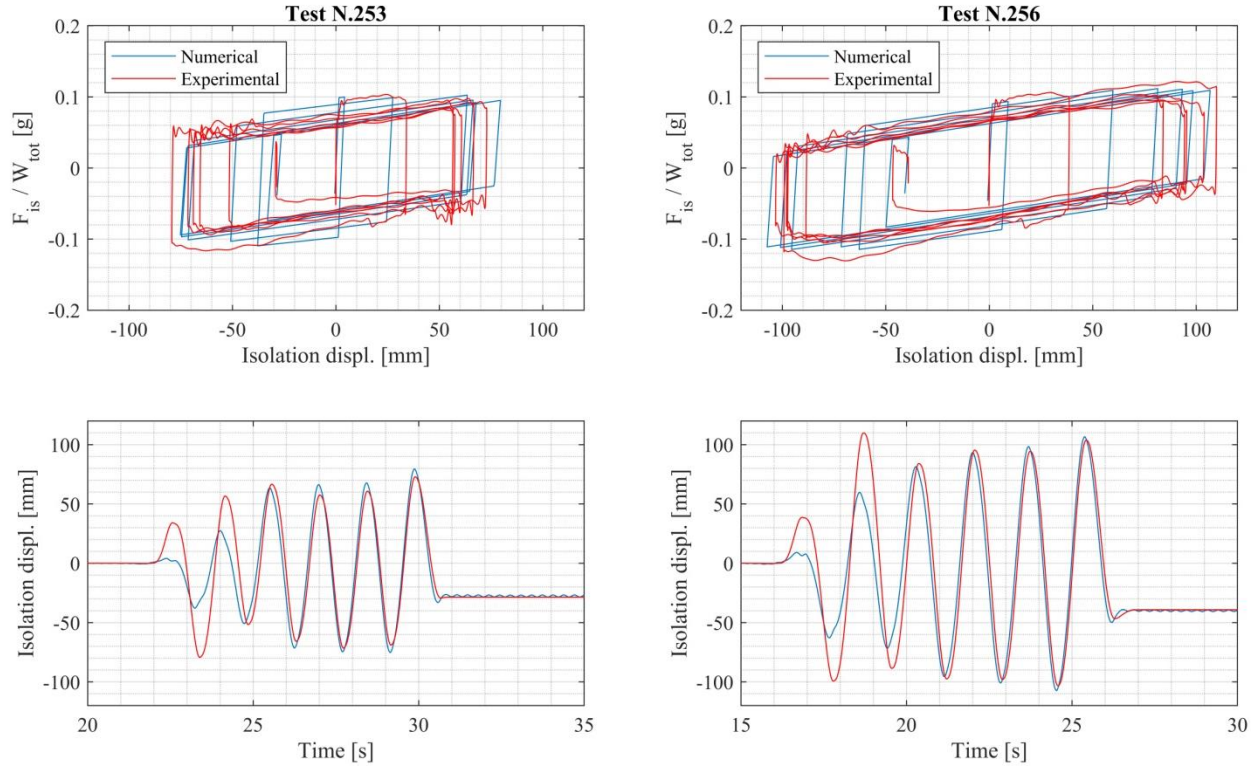 Test N.253
0.2
0.1
0
-0.1
-0.2
F_is / W_tot [g]
Numerical
Experimental
-100 -50 0 50 100
Isolation displ. [mm]
Test N.256
0.2
0.1
0
-0.1
-0.2
F_is / W_tot [g]
Numerical
Experimental
-100 -50 0 50 100
Isolation displ. [mm]
100
50
0
-50
-100
Isolation displ. [mm]
20 25 30 35
Time [s]
100
50
0
-50
-100
Isolation displ. [mm]
15 20 25 30
Time [s]